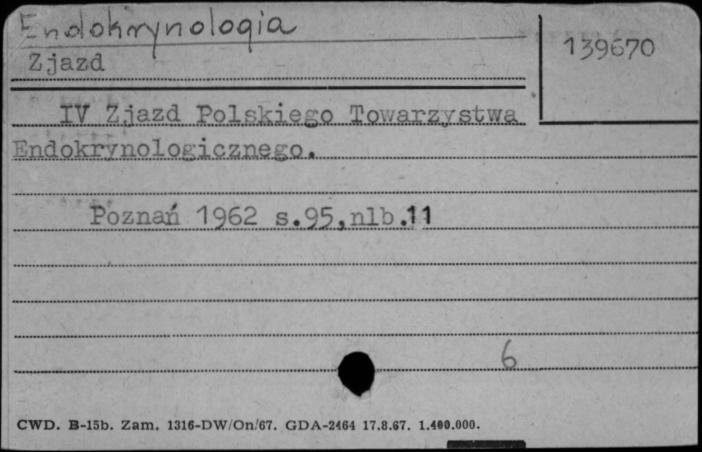 Endokrynologia
139670
Zjazd
IV Zjazd Polskiego Towarzystwa
Endokrynologicznego.
Poznań 1962 s.95,nlb.11
6
CWD. B-15b. Zam. 1316-DW/On/67. GDA-2464 17.8.67. 1.400.000.